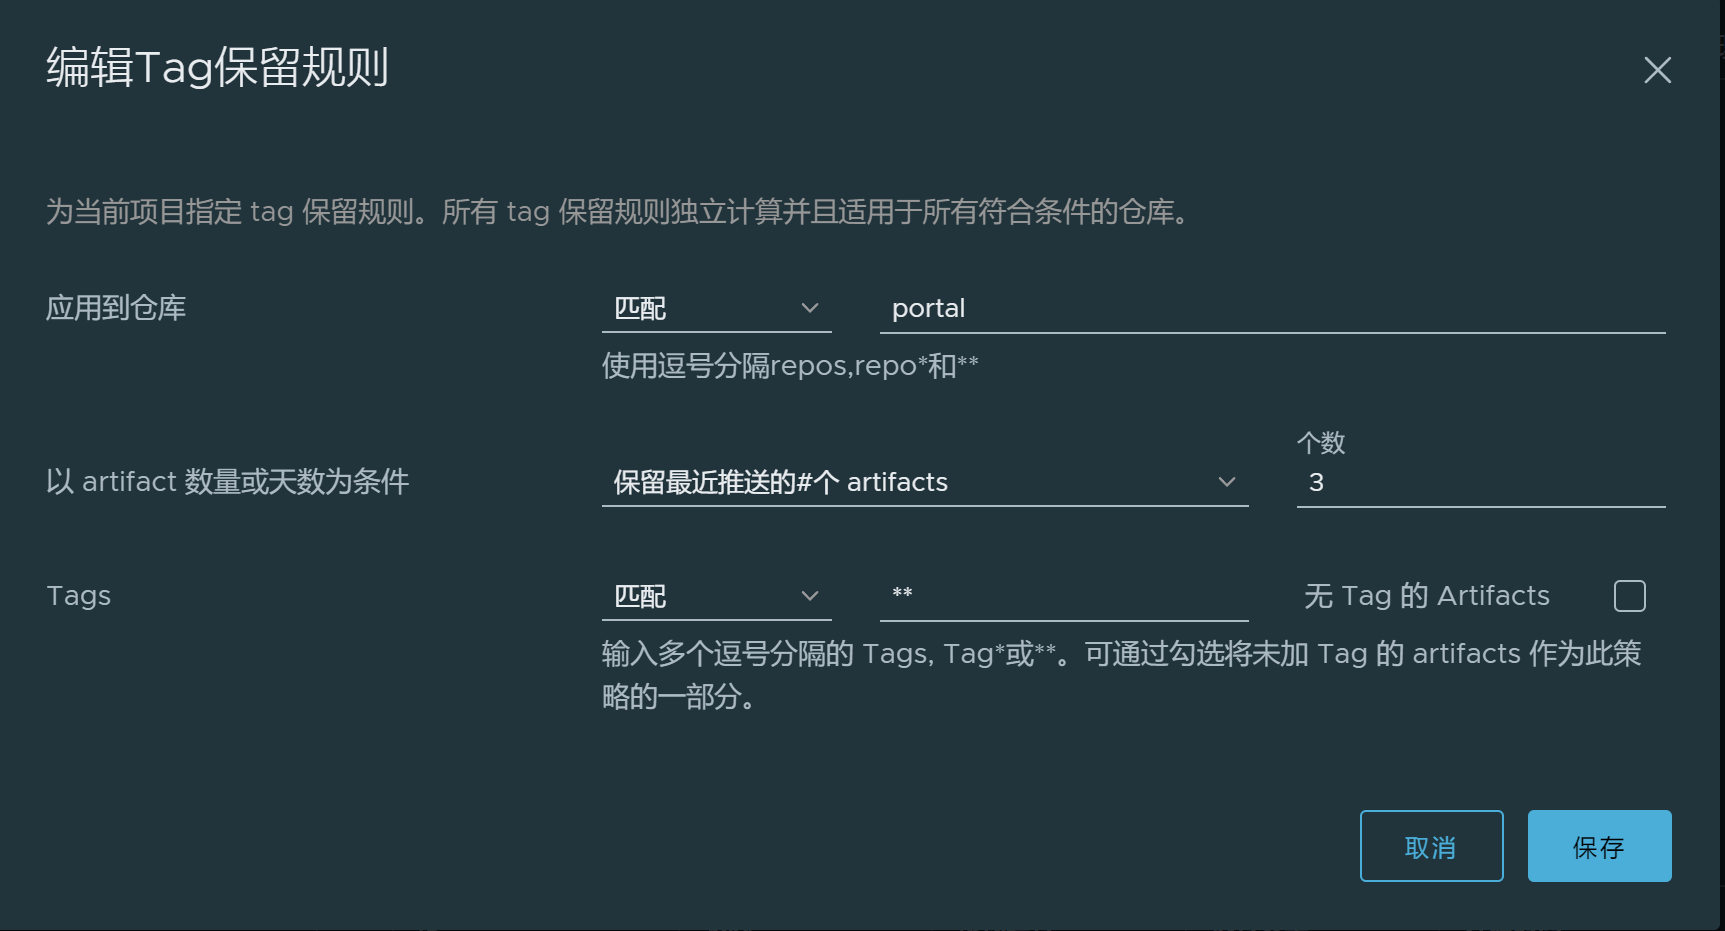 编辑Tag保留规则
为当前项目指定 tag 保留规则。所有 tag 保留规则独立计算并且适用于所有符合条件的仓库。
应用到仓库
匹配
portal
使用逗号分隔repos,repo*和**
以 artifact 数量或天数为条件
保留最近推送的#个 artifacts
个数
3
Tags
匹配
**
无 Tag 的 Artifacts
输入多个逗号分隔的 Tags, Tag*或**。可通过勾选将未加 Tag 的 artifacts 作为此策
略的一部分。
取消
保存